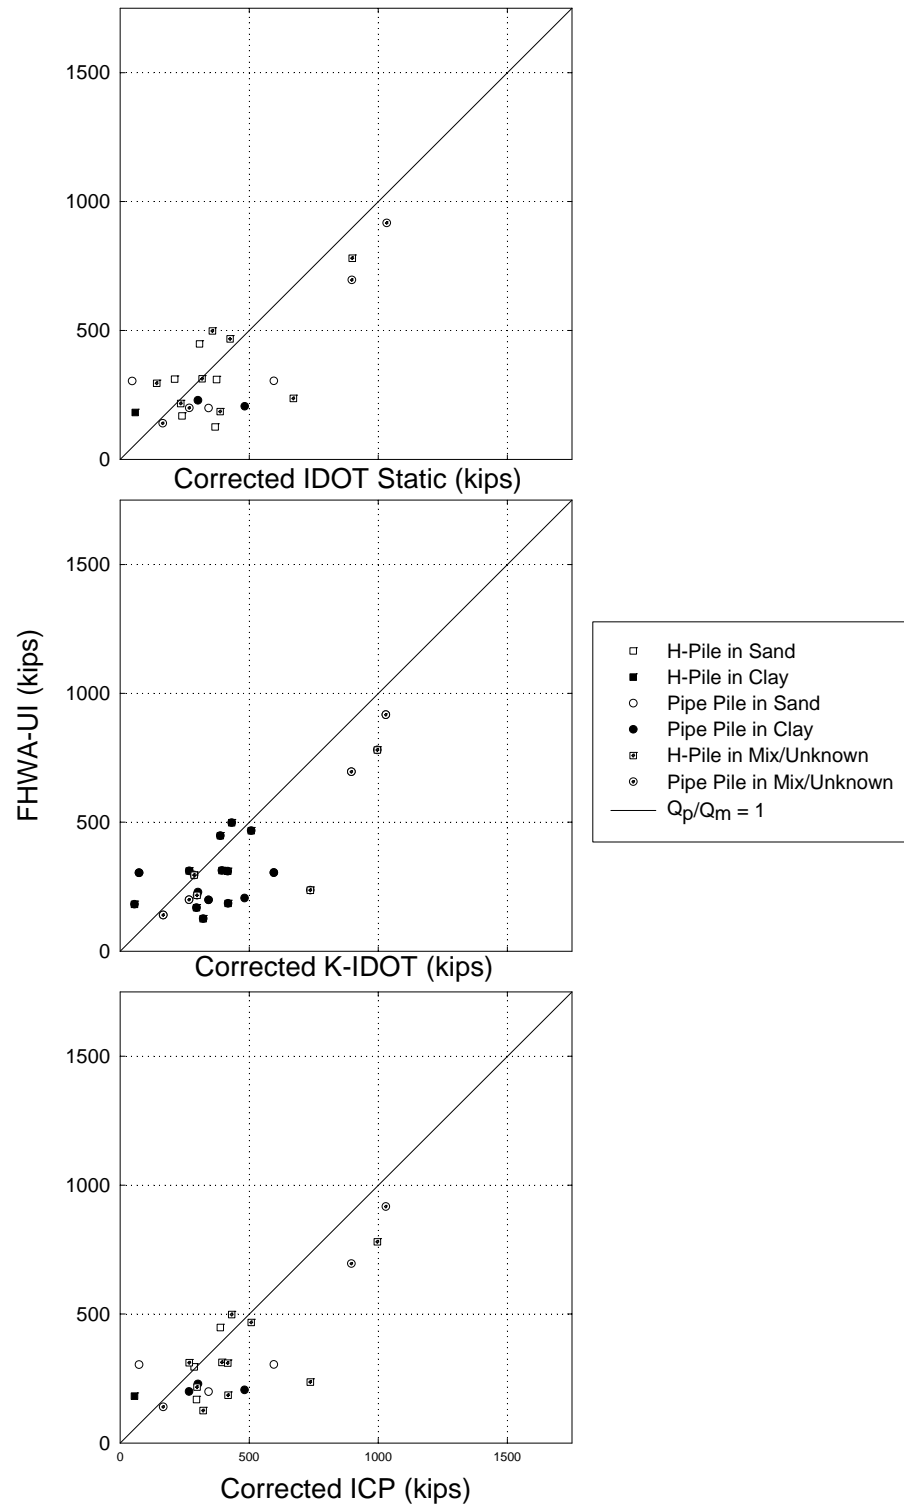 1500
1000
500
0
Corrected IDOT Static (kips)
1500
1000
500
0
Corrected K-IDOT (kips)
FHWA-UI (kips)
H-Pile in Sand
H-Pile in Clay
Pipe Pile in Sand
Pipe Pile in Clay
H-Pile in Mix/Unknown
Pipe Pile in Mix/Unknown
Qp/Qm = 1
1500
1000
500
0
0 500 1000 1500
Corrected ICP (kips)